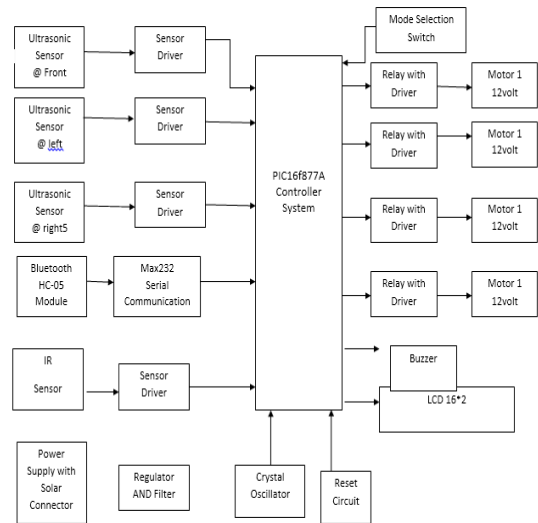 Mode Selection
Switch
Ultrasonic
Sensor
@ Front
Sensor
Driver
Relay with
Driver
Motor 1
12volt
Ultrasonic
Sensor
@ left
Sensor
Driver
Relay with
Driver
Motor 1
12volt
PIC16f877A
Controller
System
Ultrasonic
Sensor
@ right5
Sensor
Driver
Relay with
Driver
Motor 1
12volt
Bluetooth
HC-05
Module
Max232
Serial
Communication
Relay with
Driver
Motor 1
12volt
IR
Sensor
Sensor
Driver
Buzzer
LCD 16*2
Power
Supply with
Solar
Connector
Regulator
AND Filter
Crystal
Oscillator
Reset
Circuit